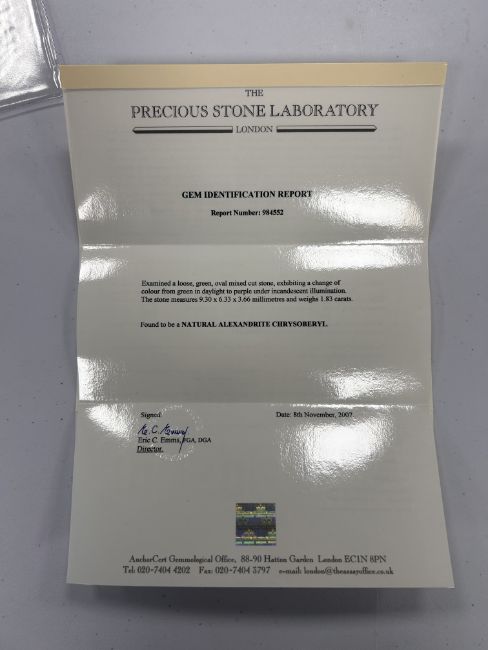 THE
PRECIOUS STONE LABORATORY
LONDON
GEM IDENTIFICATION REPORT
Report Number: 984552
Examined a loose, green, oval mixed cut stone, exhibiting a change of
colour from green in daylight to purple under incandescent illumination.
The stone measures 9.30 x 6.33 x 3.66 millimetres and weighs 1.83 carats.
Found to be a NATURAL ALEXANDRITE CHRYSOBERYL
Signed Date: 8th November, 2007
Eric C. Emms, FGA, DGA
Director.
AnchorCert Gemmological Office, 88-90 Hatton Garden London EC1N 8PN
Tel: 020-7404 4202 Fax: 020-7404 3797 e-mail: london@theassayoffice.co.uk